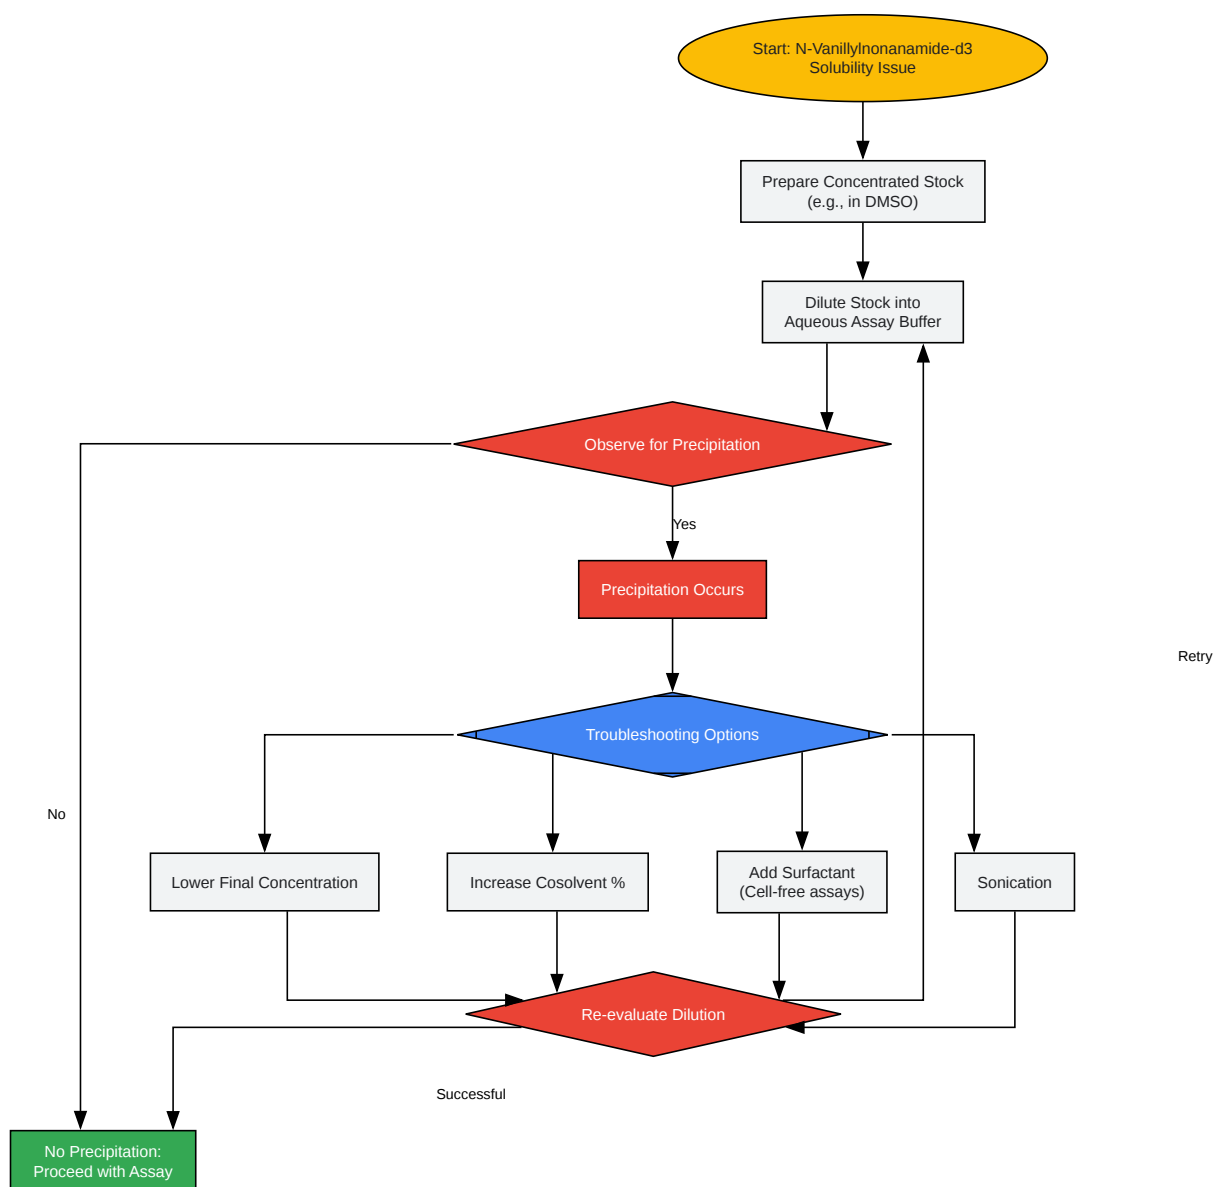 Start: N-Vanillylnonanamide-d3
Solubility Issue
Prepare Concentrated Stock
(e.g., in DMSO)
Dilute Stock into
Aqueous Assay Buffer
Observe for Precipitation
Yes
Precipitation Occurs
Retry
Troubleshooting Options
No
Lower Final Concentration
Increase Cosolvent %
Add Surfactant
(Cell-free assays)
Sonication
Re-evaluate Dilution
Successful
No Precipitation:
Proceed with Assay